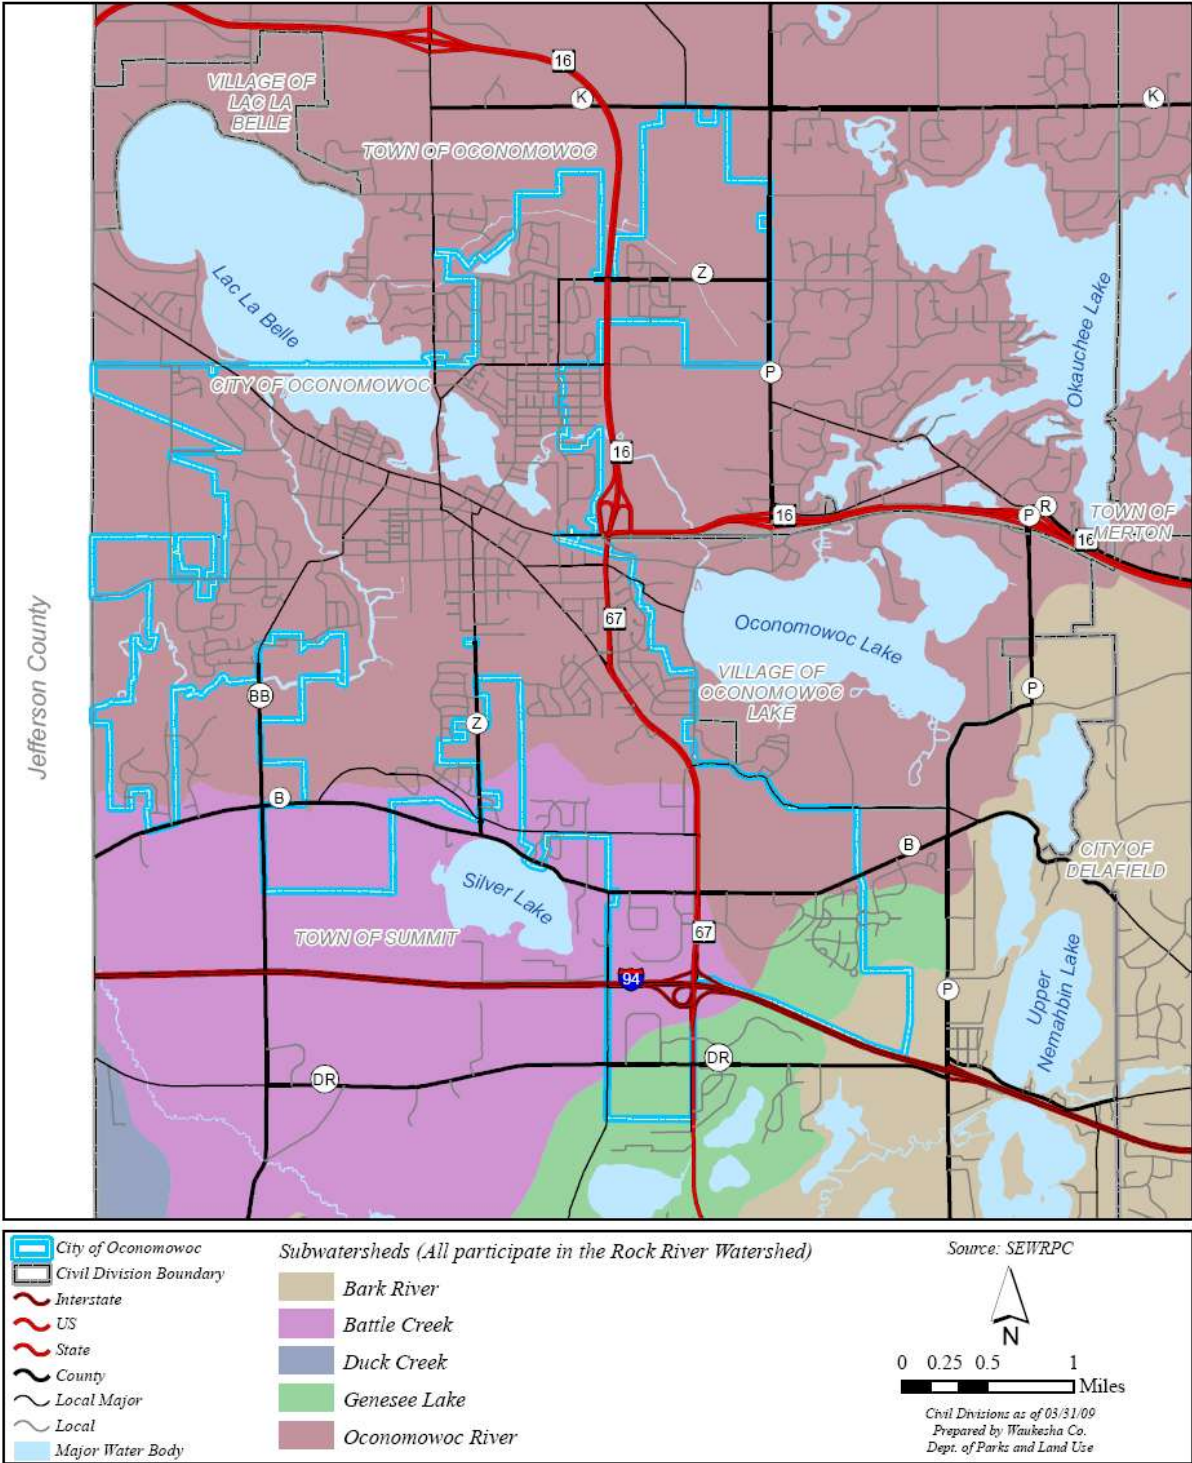 16
K
K
VILLAGE OF
LAC LA
BELLE
TOWN OF OCONOMOWOC
Z
Lac La Belle
Okauchee Lake
P
CITY OF OCONOMOWOC
16
16
P
R
TOWN OF
MERTON
16
Jefferson County
67
Oconomowoc Lake
VILLAGE OF
OCONOMOWOC
LAKE
BB
P
Z
B
B
CITY OF
DELAFIELD
Silver Lake
TOWN OF SUMMIT
67
94
P
Upper
Nemahbin Lake
DR
DR
City of Oconomowoc
Civil Division Boundary
Interstate
US
State
County
Local Major
Local
Major Water Body
Subwatersheds (All participate in the Rock River Watershed)
Bark River
Battle Creek
Duck Creek
Genesee Lake
Oconomowoc River
Source: SEWRPC
N
0 0.25 0.5 1
Miles
Civil Divisions as of 03/31/09
Prepared by Waukesha Co.
Dept. of Parks and Land Use